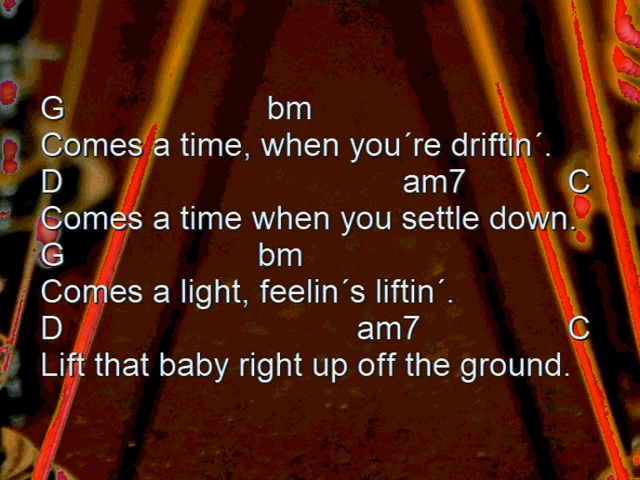 G bm
Comes a time, when you´re driftin´.
D am7 C
Comes a time when you settle down.
G bm
Comes a light, feelin´s liftin´.
D am7 C
Lift that baby right up off the ground.